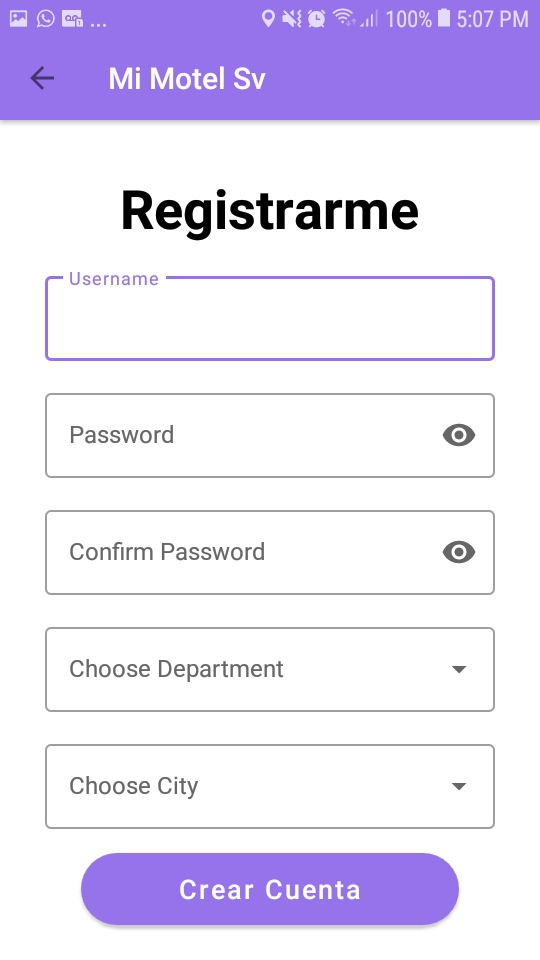 ... 100% 5:07 PM
Mi Motel Sv
Registrarme
Username
Password
Confirm Password
Choose Department
Choose City
Crear Cuenta